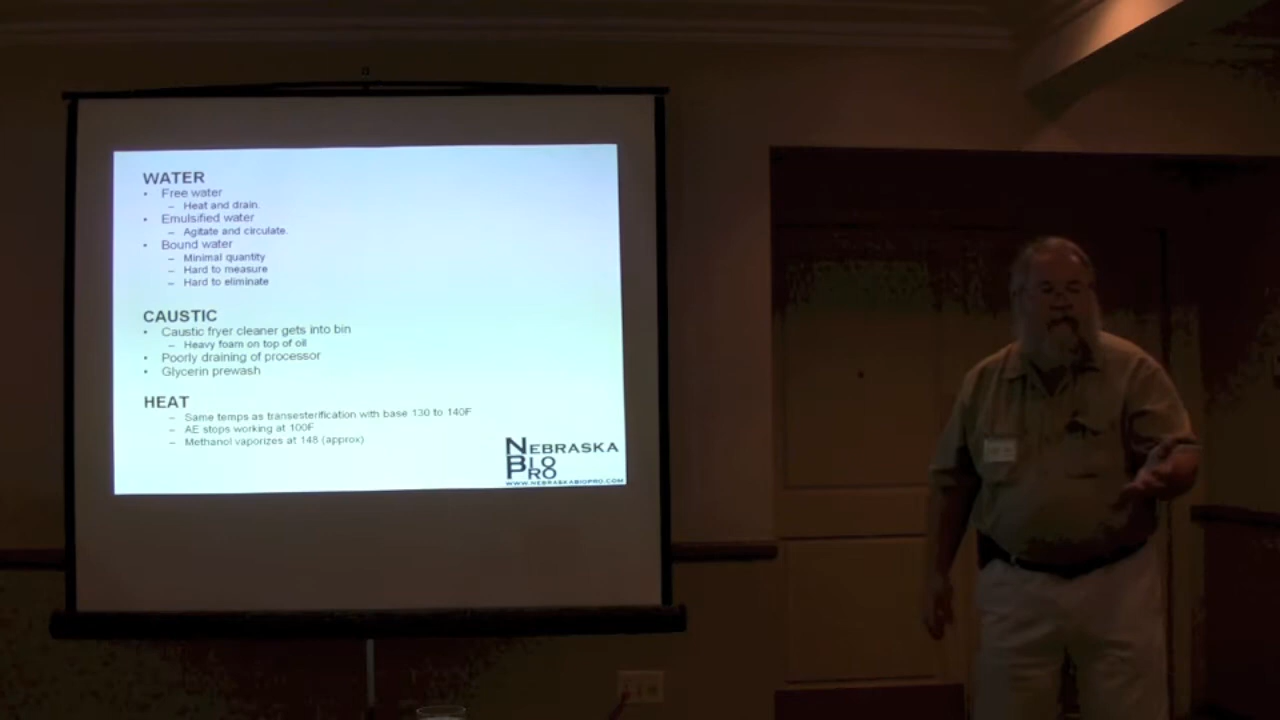 WATER
• Free water
– Heat and drain.
• Emulsified water
– Agitate and circulate.
• Bound water
– Minimal quantity
– Hard to measure
– Hard to eliminate
CAUSTIC
• Caustic fryer cleaner gets into bin
– Heavy foam on top of oil
• Poorly draining of processor
• Glycerin prewash
HEAT
– Same temps as transesterification with base 130 to 140F
– AE stops working at 100F
– Methanol vaporizes at 148 (approx)
NEBRASKA
BIO
PRO
WWW.NEBRASKABIOPRO.COM